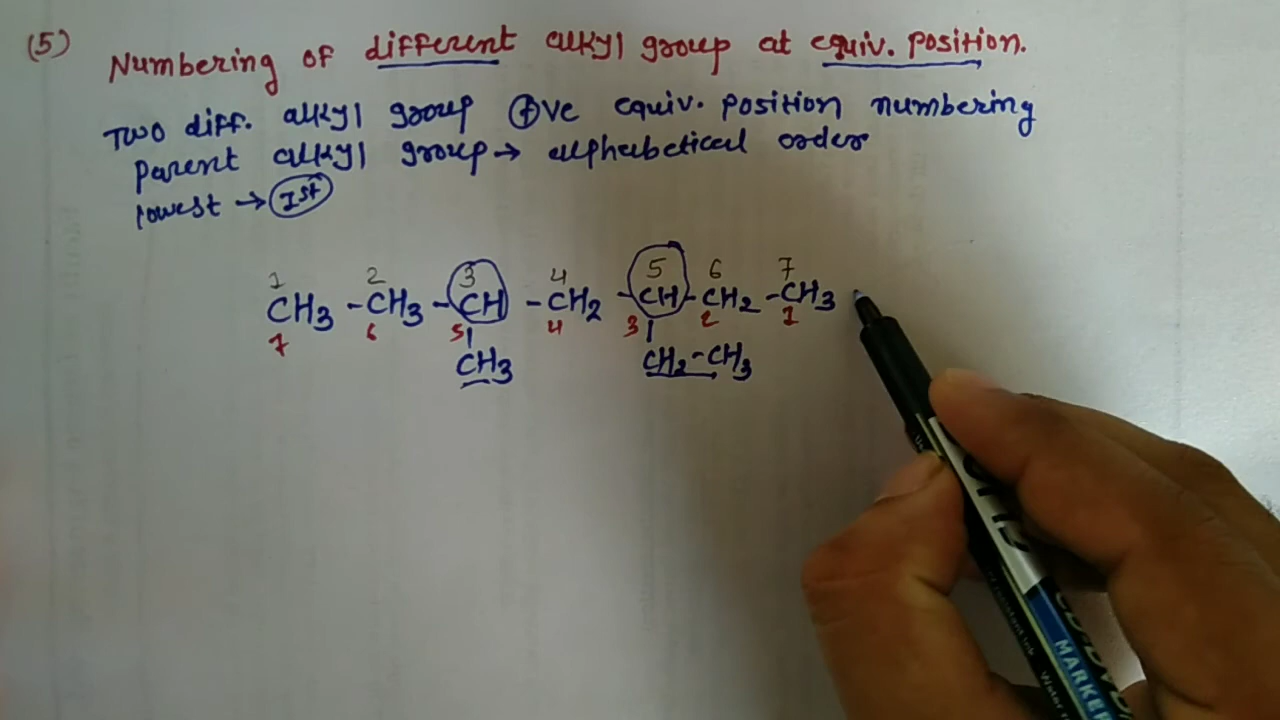 (5) Numbering of different alkyl group at equiv. position.
Two diff. alkyl group ⊕ve equiv. position numbering
parent alkyl group → alphabetical order
lowest → Ist
1 2 3 4 5 6 7
CH3 - CH3 - CH - CH2 - CH - CH2 - CH3
7 6 5 4 3 2 1
CH3 CH2-CH3
MARKER